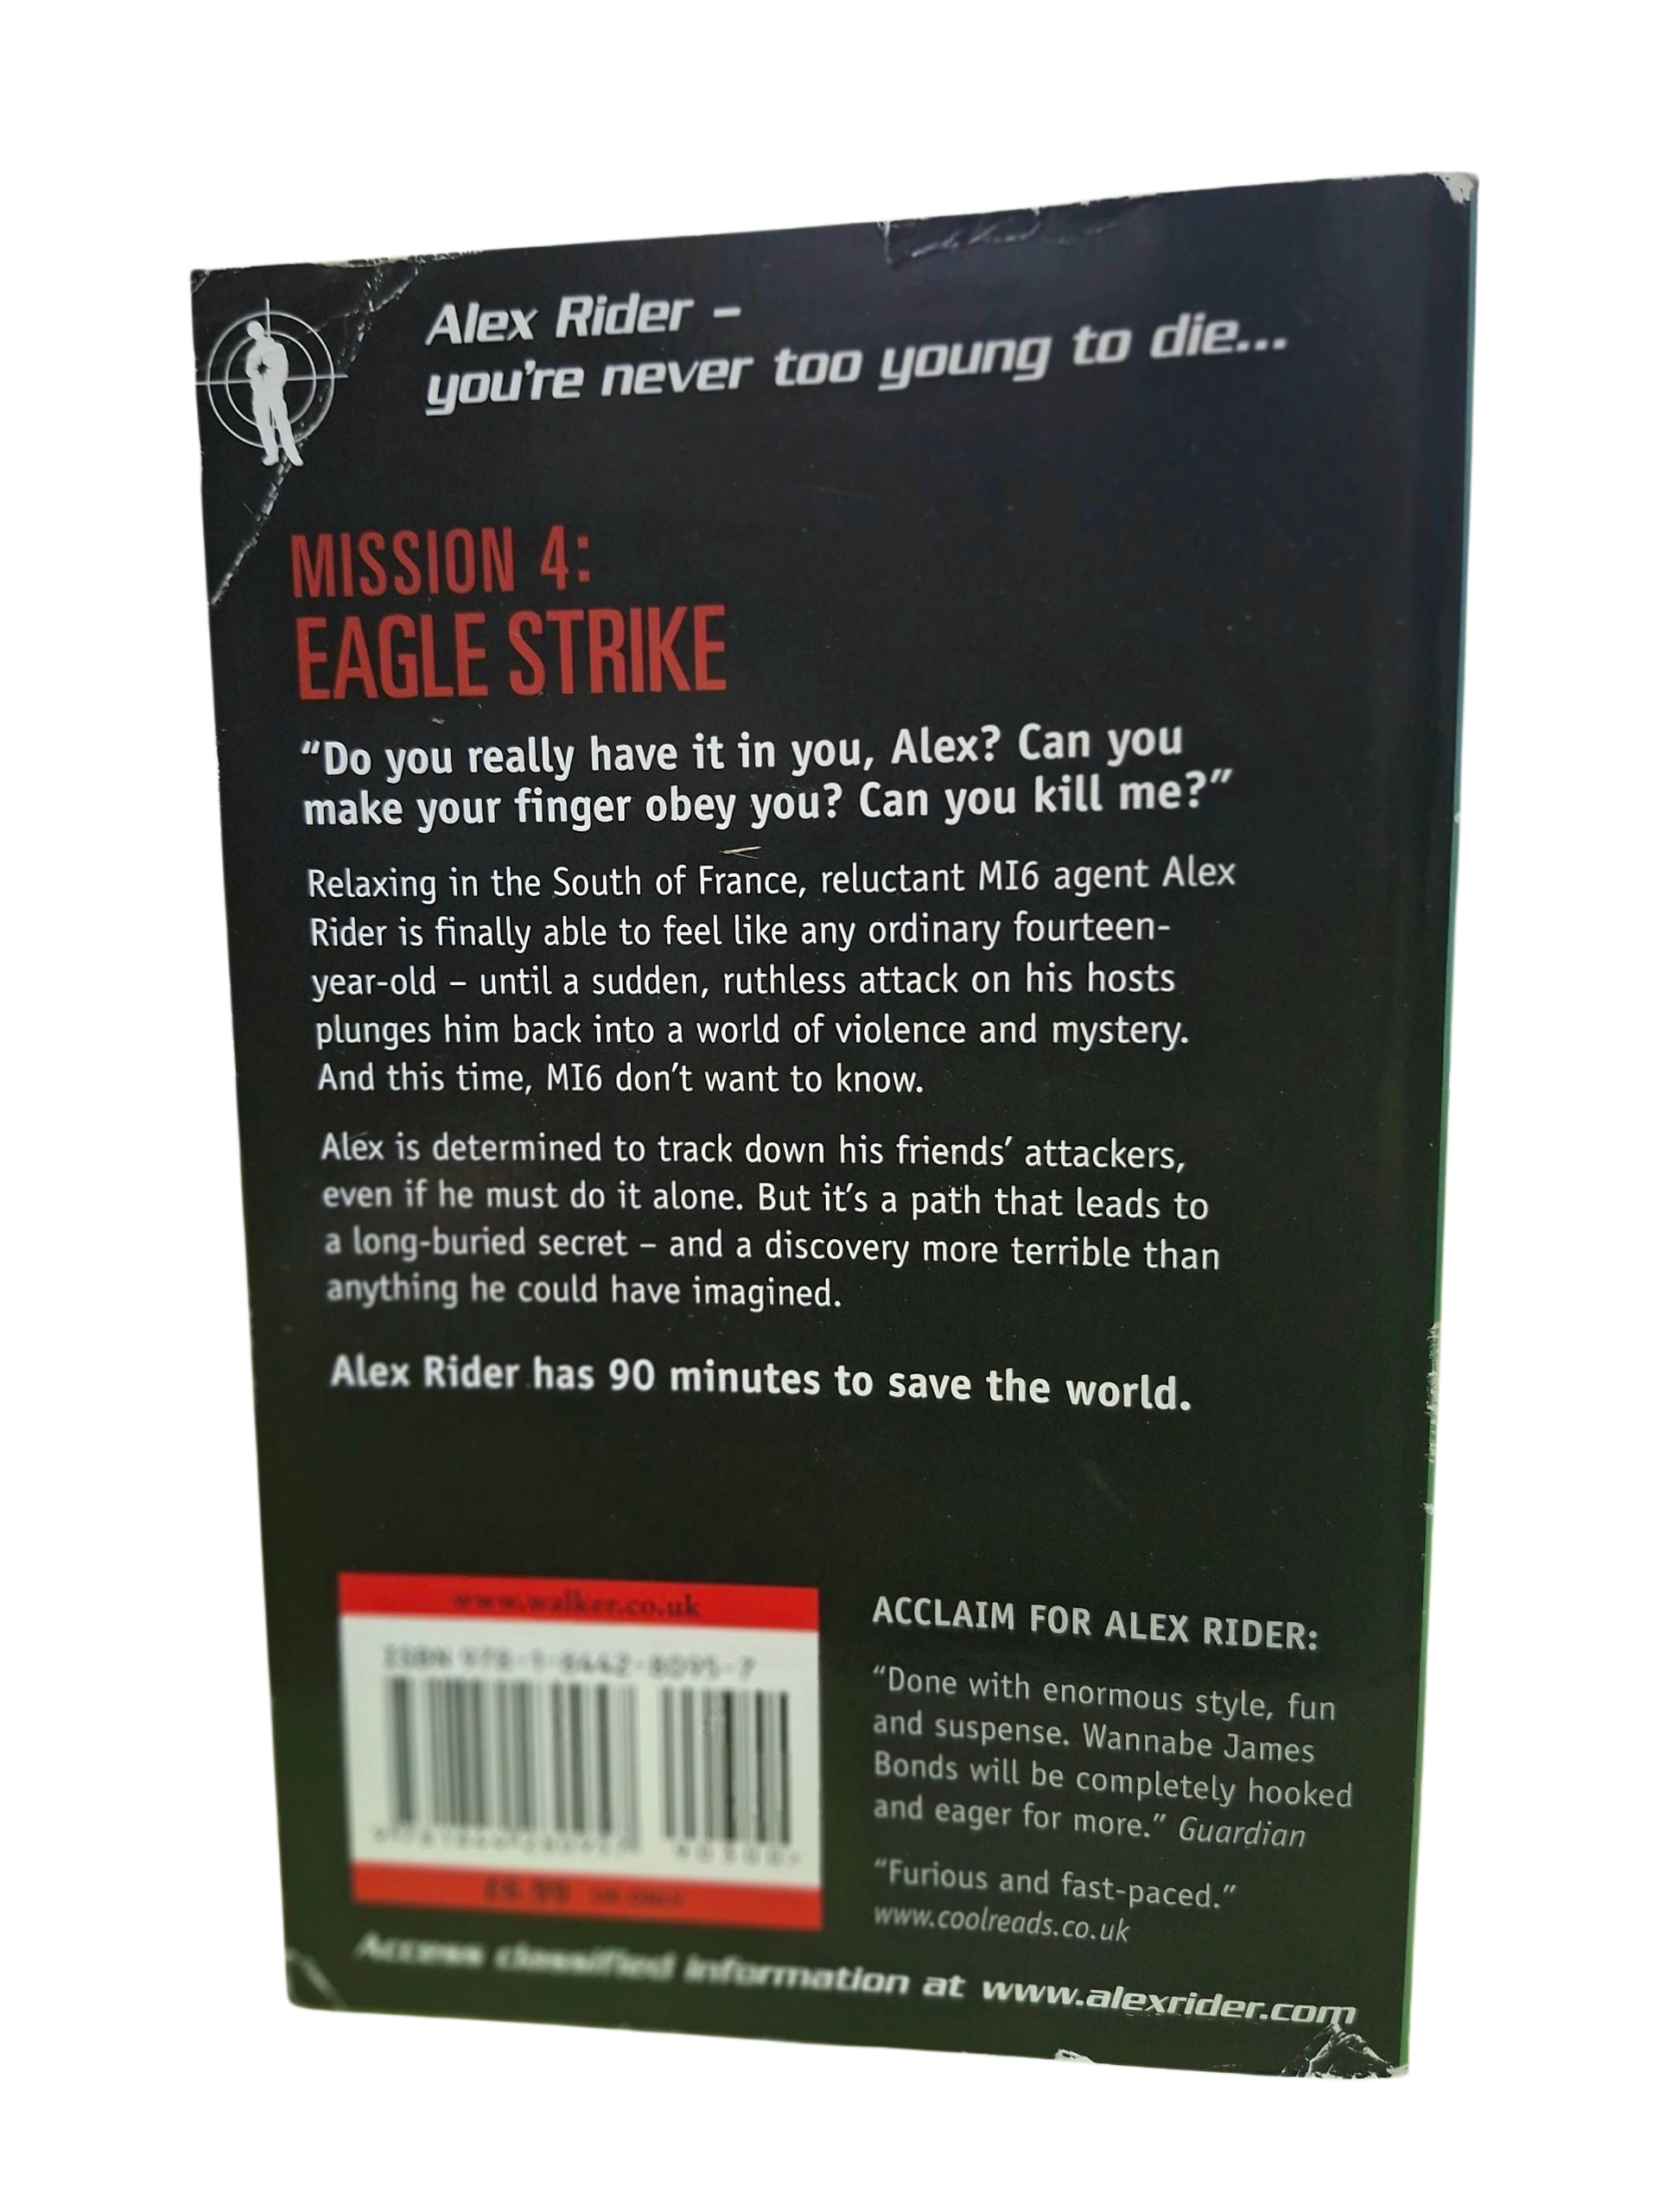 Alex Rider –
you're never too young to die...
MISSION 4:
EAGLE STRIKE
“Do you really have it in you, Alex? Can you
make your finger obey you? Can you kill me?”
Relaxing in the South of France, reluctant MI6 agent Alex
Rider is finally able to feel like any ordinary fourteen-
year-old – until a sudden, ruthless attack on his hosts
plunges him back into a world of violence and mystery.
And this time, MI6 don't want to know.
Alex is determined to track down his friends' attackers,
even if he must do it alone. But it's a path that leads to
a long-buried secret – and a discovery more terrible than
anything he could have imagined.
Alex Rider has 90 minutes to save the world.
www.walker.co.uk
ISBN 978-1-8442-8095-7
ACCLAIM FOR ALEX RIDER:
“Done with enormous style, fun
and suspense. Wannabe James
Bonds will be completely hooked
and eager for more.” Guardian
“Furious and fast-paced.”
www.coolreads.co.uk
Access classified information at www.alexrider.com